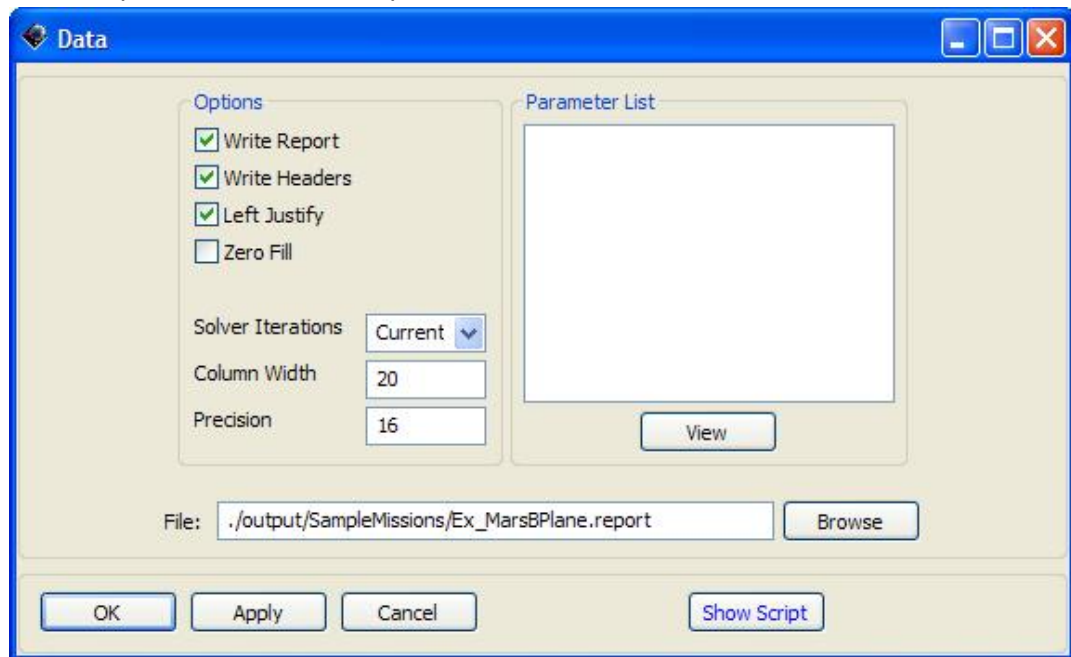 Data
Options
Write Report
Write Headers
Left Justify
Zero Fill
Solver Iterations
Current
Column Width
20
Precision
16
Parameter List
View
File:
./output/SampleMissions/Ex_MarsBPlane.report
Browse
OK
Apply
Cancel
Show Script